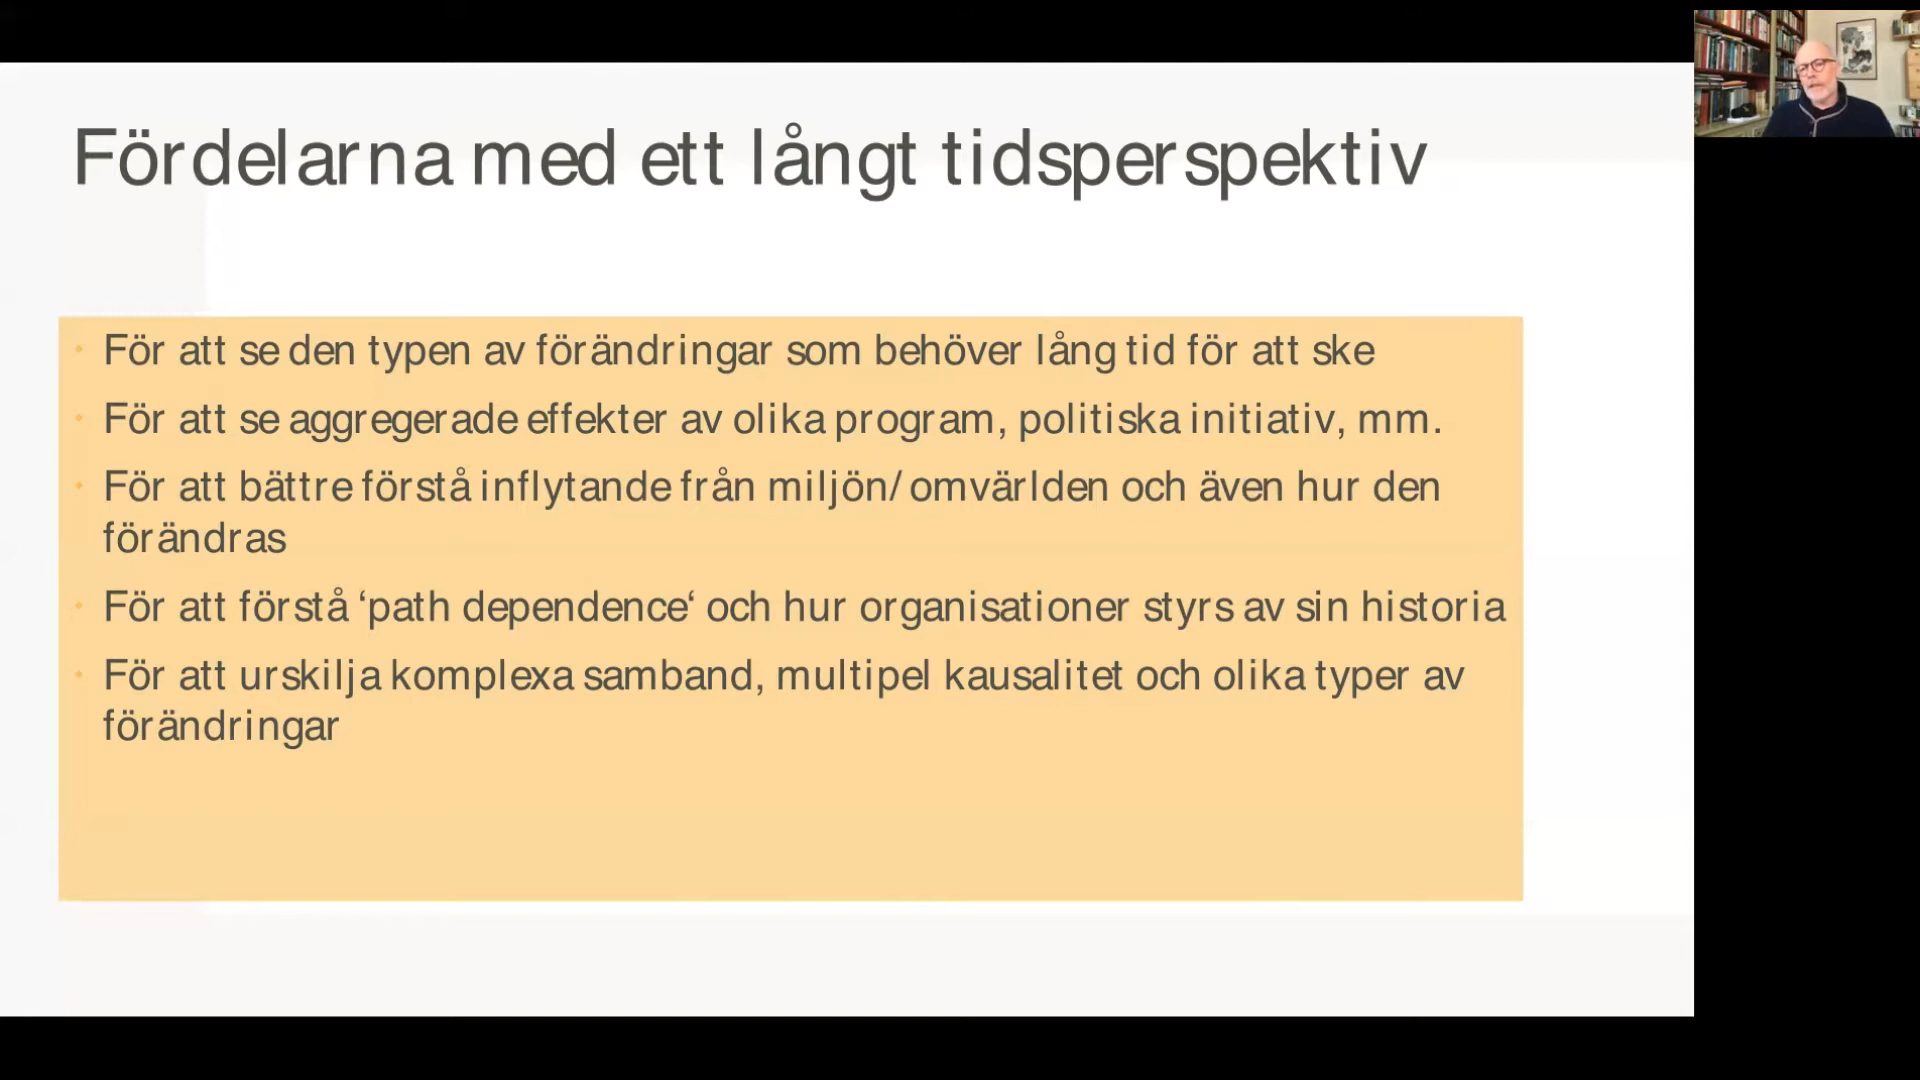 Fördelarna med ett långt tidsperspektiv
För att se den typen av förändringar som behöver lång tid för att ske
För att se aggregerade effekter av olika program, politiska initiativ, mm.
För att bättre förstå inflytande från miljön/omvärlden och även hur den
förändras
För att förstå ‘path dependence‘ och hur organisationer styrs av sin historia
För att urskilja komplexa samband, multipel kausalitet och olika typer av
förändringar